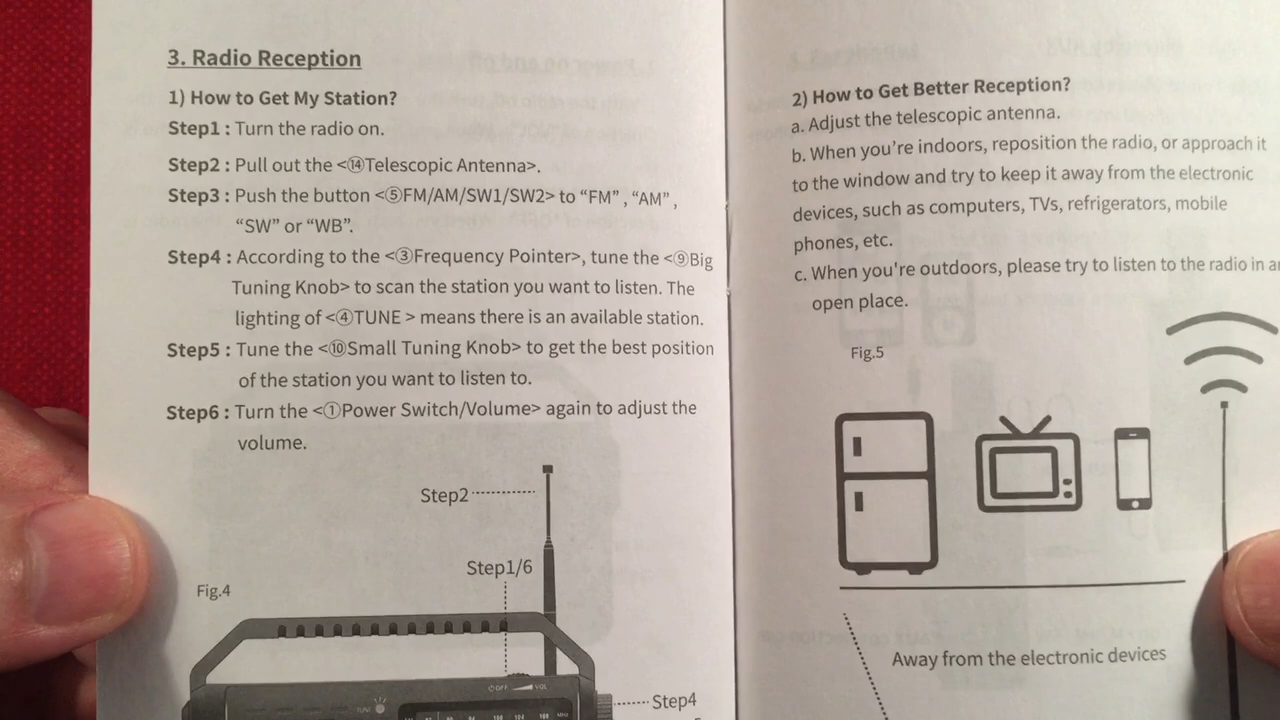 3. Radio Reception
1) How to Get My Station?
Step1 : Turn the radio on.
Step2 : Pull out the <⑭Telescopic Antenna>.
Step3 : Push the button <⑤FM/AM/SW1/SW2> to “FM” , “AM” ,
“SW” or “WB”.
Step4 : According to the <③Frequency Pointer>, tune the <⑨Big
Tuning Knob> to scan the station you want to listen. The
lighting of <④TUNE > means there is an available station.
Step5 : Tune the <⑩Small Tuning Knob> to get the best position
of the station you want to listen to.
Step6 : Turn the <①Power Switch/Volume> again to adjust the
volume.
Step2
Step1/6
Fig.4
OFF VOL
TUNE
Step4
2) How to Get Better Reception?
a. Adjust the telescopic antenna.
b. When you’re indoors, reposition the radio, or approach it
to the window and try to keep it away from the electronic
devices, such as computers, TVs, refrigerators, mobile
phones, etc.
c. When you're outdoors, please try to listen to the radio in an
open place.
Fig.5
Away from the electronic devices